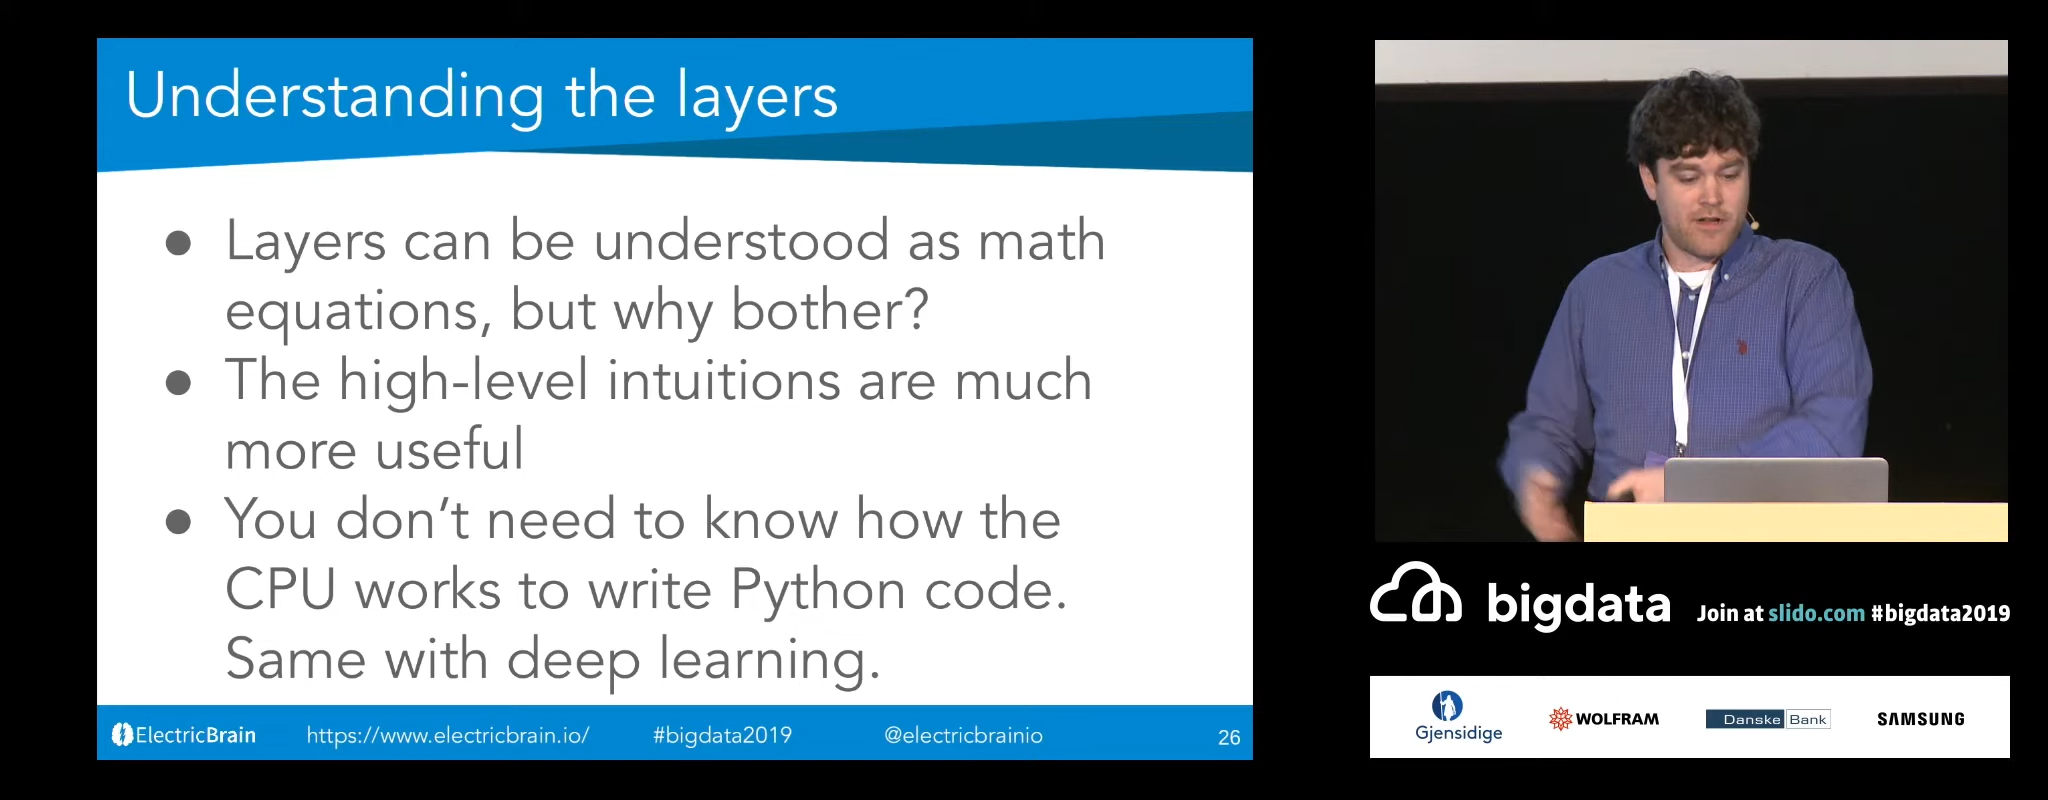 Understanding the layers
● Layers can be understood as math
equations, but why bother?
● The high-level intuitions are much
more useful
● You don’t need to know how the
CPU works to write Python code.
Same with deep learning.
ElectricBrain https://www.electricbrain.io/ #bigdata2019 @electricbrainio 26
bigdata Join at slido.com #bigdata2019
Gjensidige WOLFRAM Danske Bank SAMSUNG